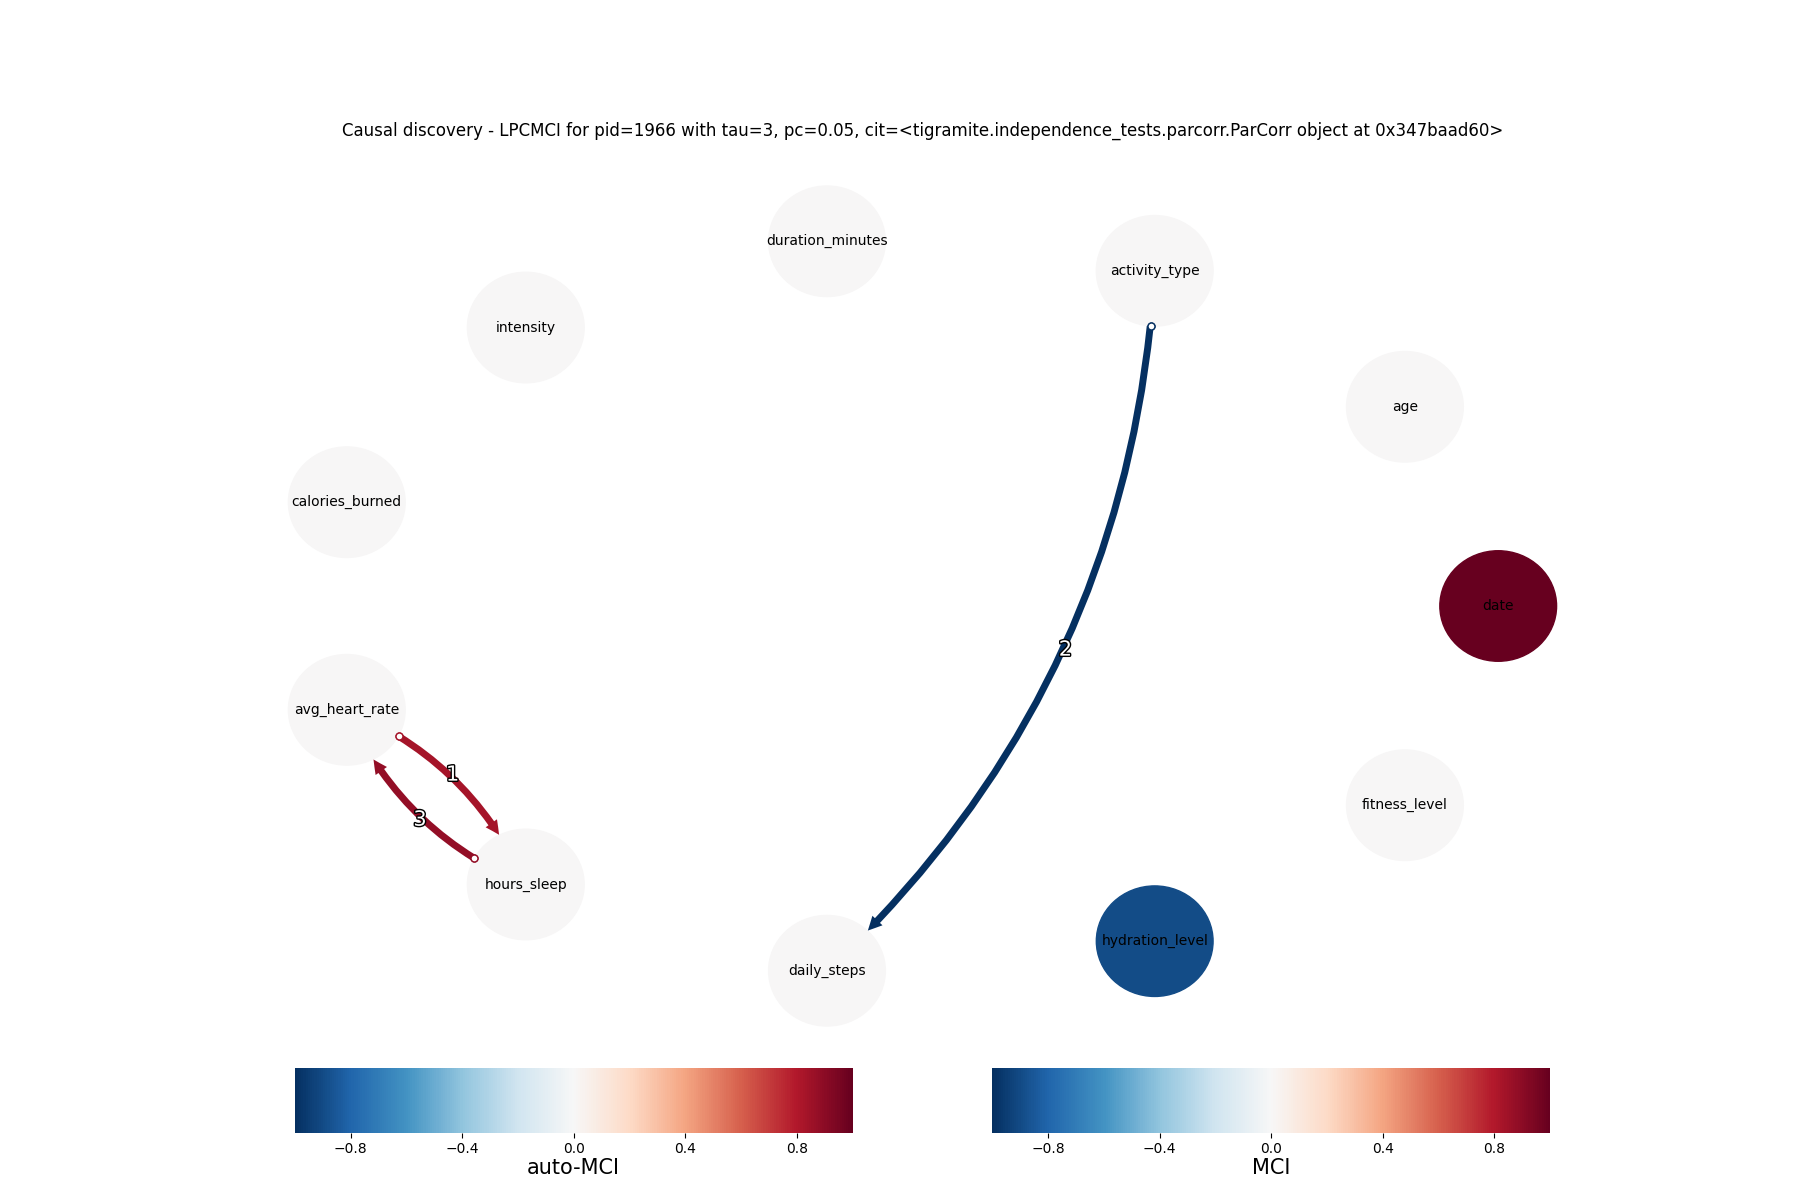 Causal discovery - LPCMCI for pid=1966 with tau=3, pc=0.05, cit=<tigramite.independence_tests.parcorr.ParCorr object at 0x347baad60>
duration_minutes
activity_type
intensity
age
calories_burned
date
2
avg_heart_rate
1
3
fitness_level
hours_sleep
hydration_level
daily_steps
−0.8 −0.4 0.0 0.4 0.8
auto-MCI
−0.8 −0.4 0.0 0.4 0.8
MCI